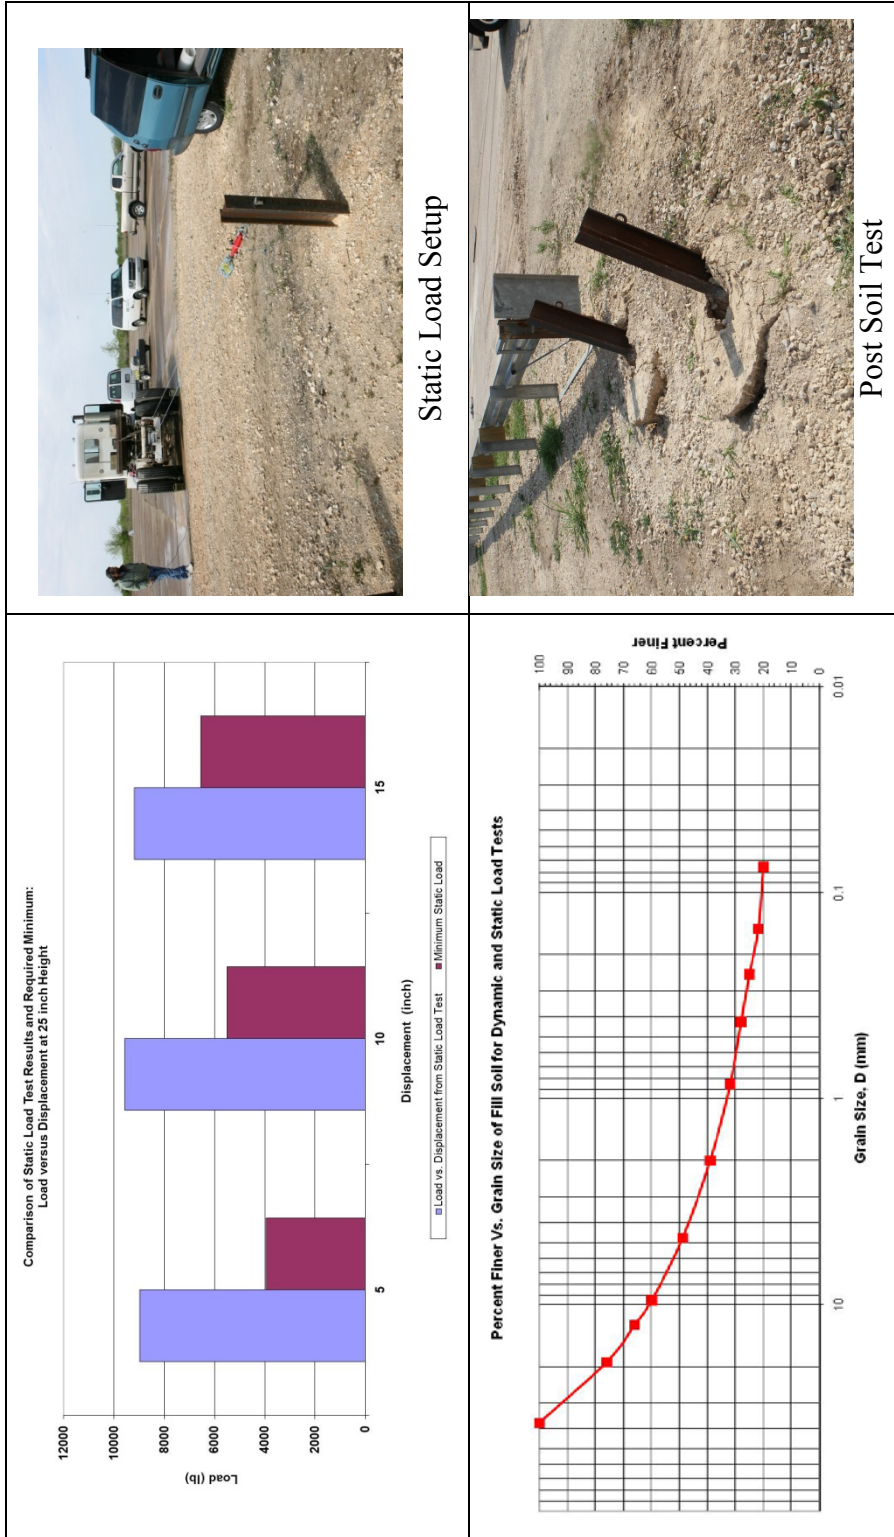 Comparison of Static Load Test Results and Required Minimum:
Load versus Displacement at 25 inch Height
12000
10000
8000
6000
4000
2000
0
Load (lb)
5
10
15
Displacement (inch)
Load vs. Displacement from Static Load Test
Minimum Static Load
Static Load Setup
Percent Finer Vs. Grain Size of Fill Soil for Dynamic and Static Load Tests
100
90
80
70
60
50
40
30
20
10
0
Percent Finer
10
1
0.1
0.01
Grain Size, D (mm)
Post Soil Test